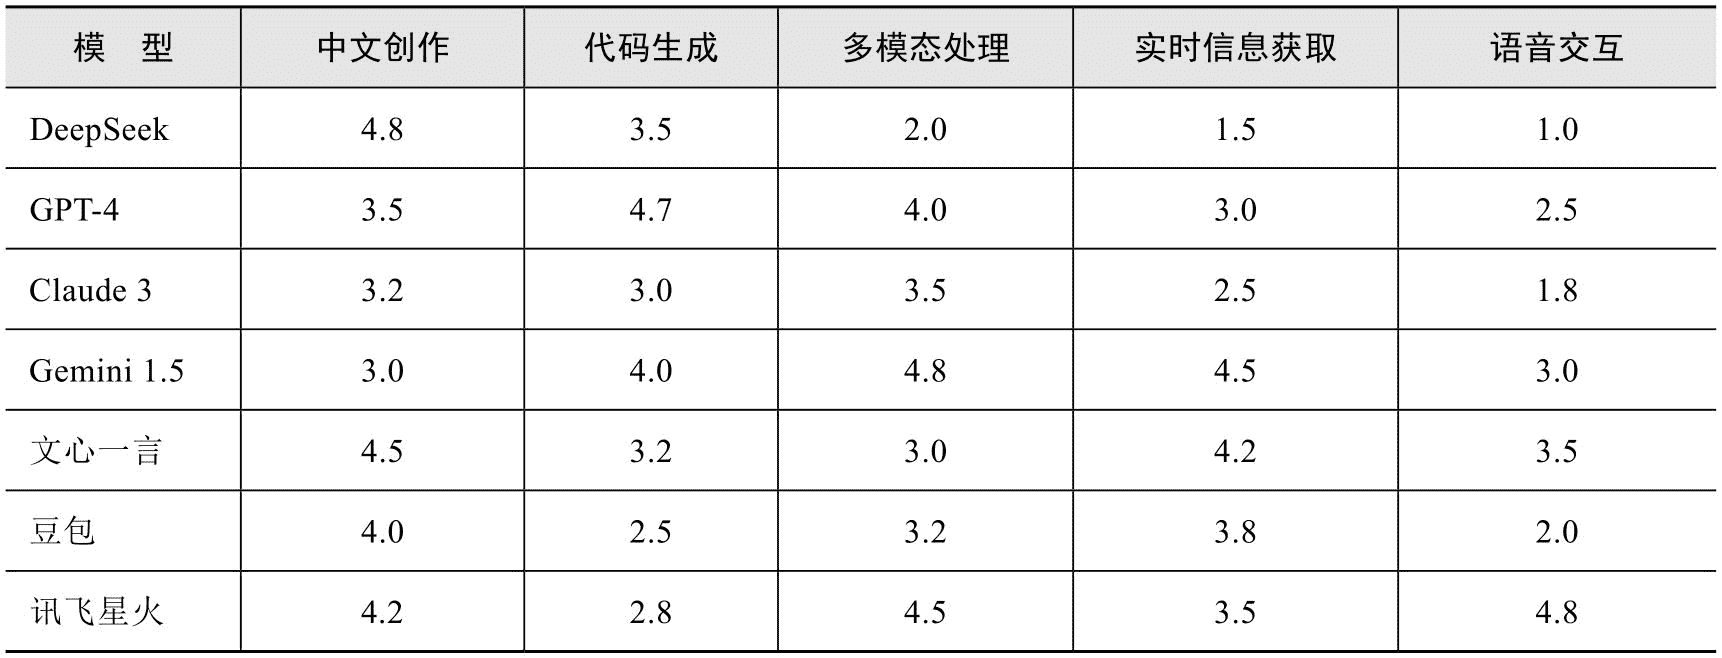 模 型 中文创作 代码生成 多模态处理 实时信息获取 语音交互
DeepSeek 4.8 3.5 2.0 1.5 1.0
GPT-4 3.5 4.7 4.0 3.0 2.5
Claude 3 3.2 3.0 3.5 2.5 1.8
Gemini 1.5 3.0 4.0 4.8 4.5 3.0
文心一言 4.5 3.2 3.0 4.2 3.5
豆包 4.0 2.5 3.2 3.8 2.0
讯飞星火 4.2 2.8 4.5 3.5 4.8